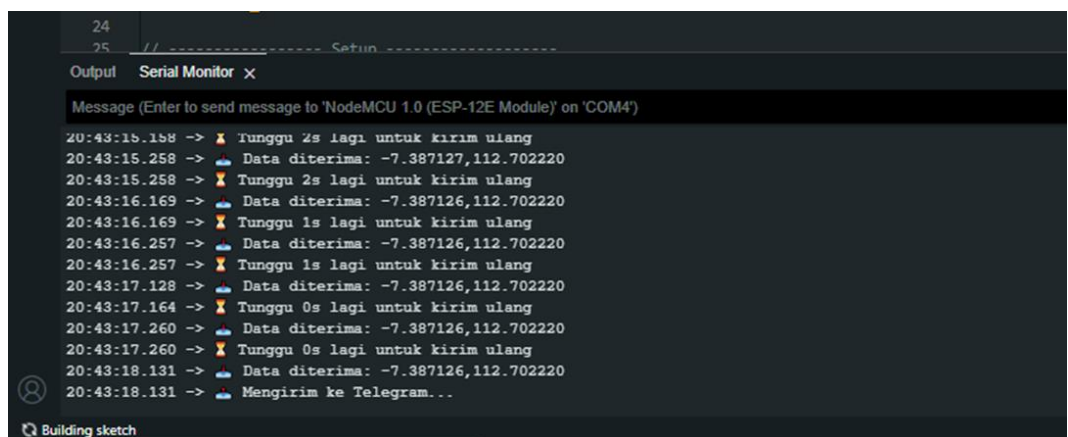 24
25 // ----------------- Setup -------------------
Output Serial Monitor ×
Message (Enter to send message to 'NodeMCU 1.0 (ESP-12E Module)' on 'COM4')
20:43:15.158 -> ⏳ Tunggu 2s lagi untuk kirim ulang
20:43:15.258 -> 📥 Data diterima: -7.387127,112.702220
20:43:15.258 -> ⏳ Tunggu 2s lagi untuk kirim ulang
20:43:16.169 -> 📥 Data diterima: -7.387126,112.702220
20:43:16.169 -> ⏳ Tunggu 1s lagi untuk kirim ulang
20:43:16.257 -> 📥 Data diterima: -7.387126,112.702220
20:43:16.257 -> ⏳ Tunggu 1s lagi untuk kirim ulang
20:43:17.128 -> 📥 Data diterima: -7.387126,112.702220
20:43:17.164 -> ⏳ Tunggu 0s lagi untuk kirim ulang
20:43:17.260 -> 📥 Data diterima: -7.387126,112.702220
20:43:17.260 -> ⏳ Tunggu 0s lagi untuk kirim ulang
20:43:18.131 -> 📥 Data diterima: -7.387126,112.702220
20:43:18.131 -> 📤 Mengirim ke Telegram...
Building sketch